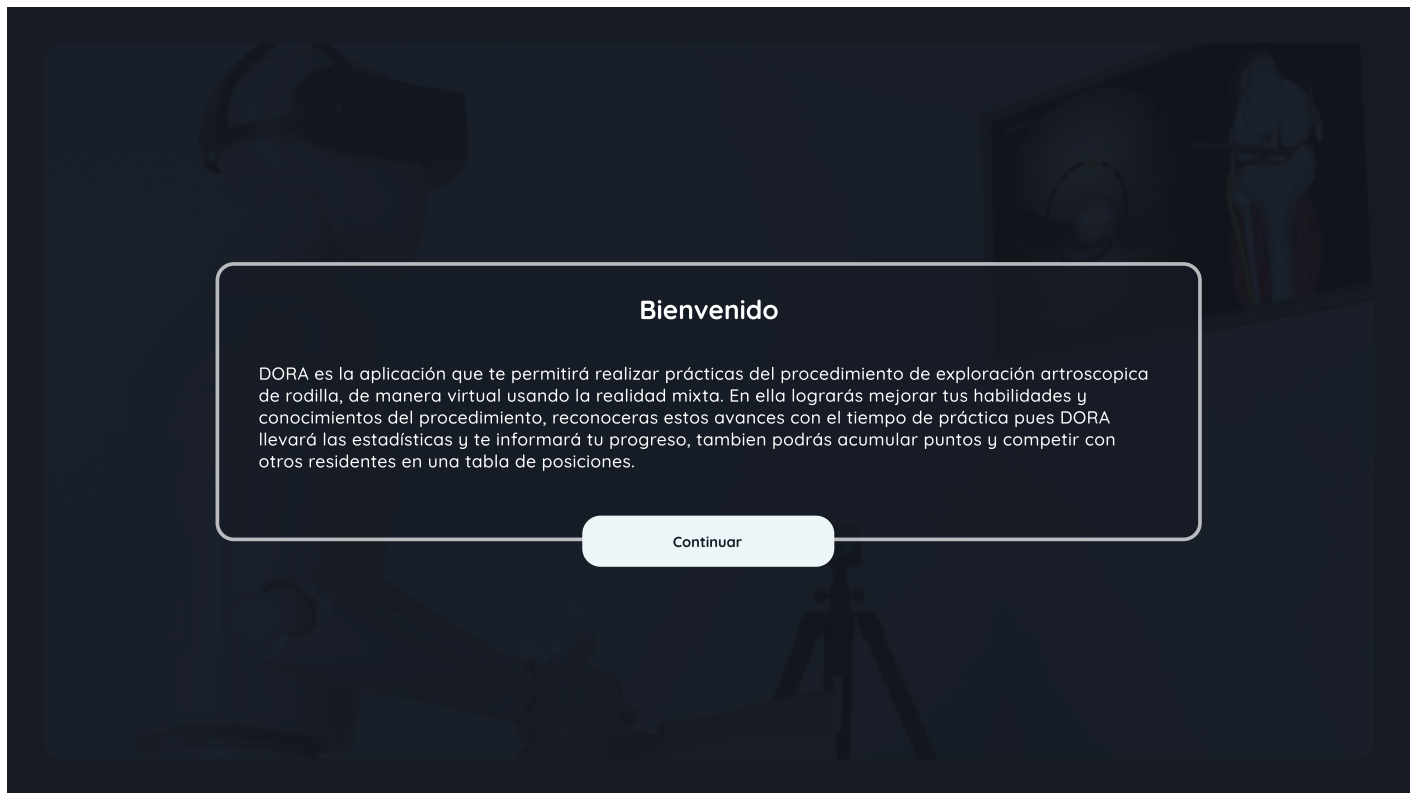 Bienvenido
DORA es la aplicación que te permitirá realizar prácticas del procedimiento de exploración artroscopica
de rodilla, de manera virtual usando la realidad mixta. En ella lograrás mejorar tus habilidades y
conocimientos del procedimiento, reconoceras estos avances con el tiempo de práctica pues DORA
llevará las estadísticas y te informará tu progreso, tambien podrás acumular puntos y competir con
otros residentes en una tabla de posiciones.
Continuar